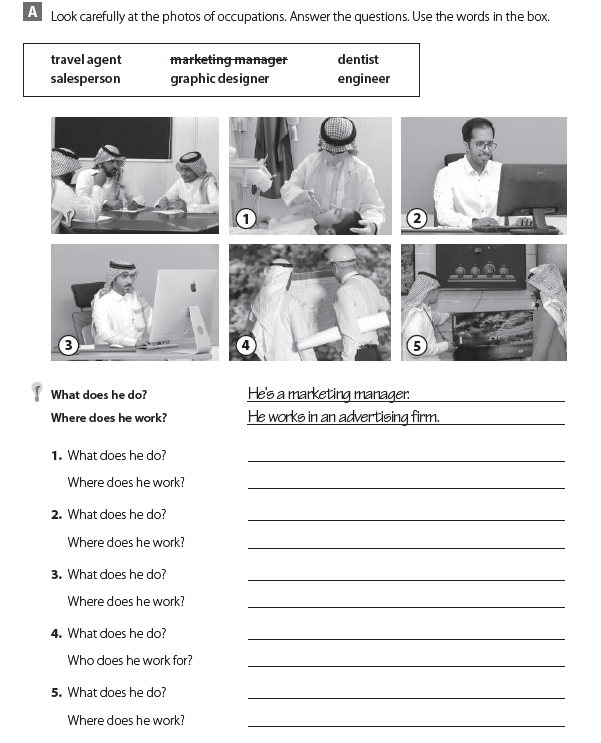 A Look carefully at the photos of occupations. Answer the questions. Use the words in the box.
travel agent marketing manager dentist
salesperson graphic designer engineer
1
2
3
4
5
What does he do? He's a marketing manager.
Where does he work? He works in an advertising firm.
1. What does he do?
Where does he work?
2. What does he do?
Where does he work?
3. What does he do?
Where does he work?
4. What does he do?
Who does he work for?
5. What does he do?
Where does he work?